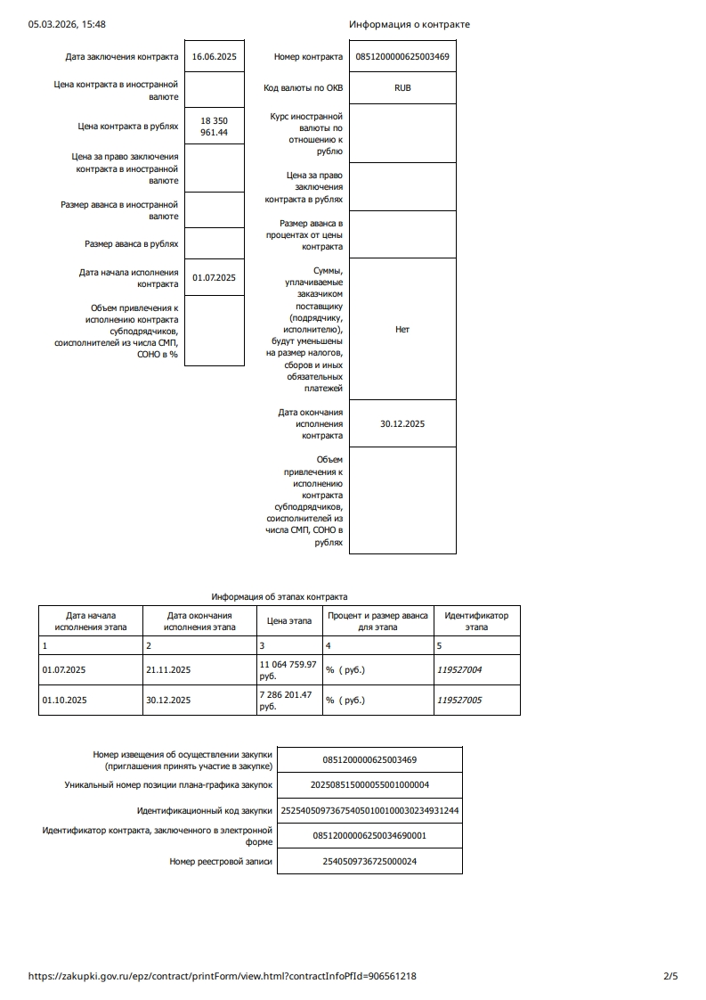 05.03.2026, 15:48
Информация о контракте
Дата заключения контракта
16.06.2025
Номер контракта
0851200000625003469
Цена контракта в иностранной
валюте
Код валюты по ОКВ
RUB
Цена контракта в рублях
18 350
961.44
Курс иностранной
валюты по
отношению к
рублю
Цена за право заключения
контракта в иностранной
валюте
Цена за право
заключения
контракта в рублях
Размер аванса в иностранной
валюте
Размер аванса в
процентах от цены
контракта
Размер аванса в рублях
Дата начала исполнения
контракта
01.07.2025
Суммы,
уплачиваемые
заказчиком
поставщику
(подрядчику,
исполнителю),
будут уменьшены
на размер налогов,
сборов и иных
обязательных
платежей
Нет
Объем привлечения к
исполнению контракта
субподрядчиков,
соисполнителей из числа СМП,
СОНО в %
Дата окончания
исполнения
контракта
30.12.2025
Объем
привлечения к
исполнению
контракта
субподрядчиков,
соисполнителей из
числа СМП, СОНО в
рублях
Информация об этапах контракта
Дата начала
исполнения этапа
Дата окончания
исполнения этапа
Цена этапа
Процент и размер аванса
для этапа
Идентификатор
этапа
1 2 3 4 5
01.07.2025 21.11.2025 11 064 759.97
руб.
% ( руб.) 119527004
01.10.2025 30.12.2025 7 286 201.47
руб.
% ( руб.) 119527005
Номер извещения об осуществлении закупки
(приглашения принять участие в закупке)
0851200000625003469
Уникальный номер позиции плана-графика закупок
202508515000055001000004
Идентификационный код закупки
252540509736754050100100030234931244
Идентификатор контракта, заключенного в электронной
форме
08512000006250034690001
Номер реестровой записи
2540509736725000024
https://zakupki.gov.ru/epz/contract/printForm/view.html?contractInfoPfId=906561218
2/5